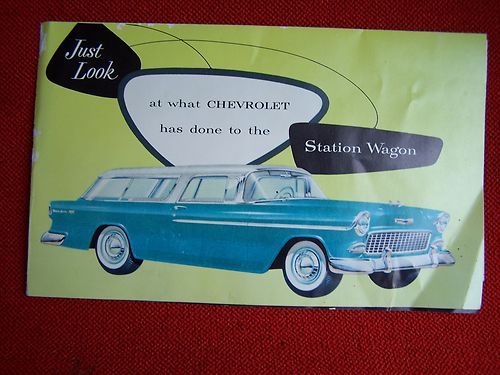 Just
Look
at what CHEVROLET
has done to the
Station Wagon